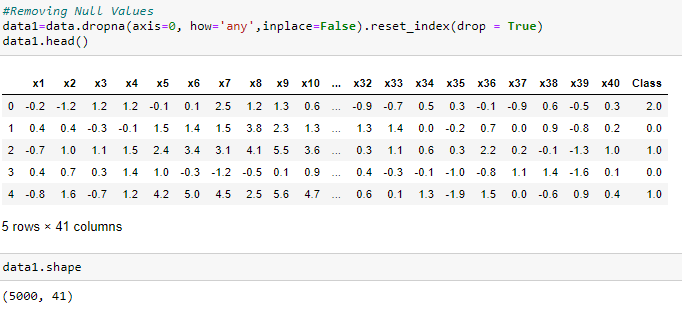 #Removing Null Values
data1=data.dropna(axis=0, how='any',inplace=False).reset_index(drop = True)
data1.head()
x1 x2 x3 x4 x5 x6 x7 x8 x9 x10 ... x32 x33 x34 x35 x36 x37 x38 x39 x40 Class
0 -0.2 -1.2 1.2 1.2 -0.1 0.1 2.5 1.2 1.3 0.6 ... -0.9 -0.7 0.5 0.3 -0.1 -0.9 0.6 -0.5 0.3 2.0
1 0.4 0.4 -0.3 -0.1 1.5 1.4 1.5 3.8 2.3 1.3 ... 1.3 1.4 0.0 -0.2 0.7 0.0 0.9 -0.8 0.2 0.0
2 -0.7 1.0 1.1 1.5 2.4 3.4 3.1 4.1 5.5 3.6 ... 0.3 1.1 0.6 0.3 2.2 0.2 -0.1 -1.3 1.0 1.0
3 0.4 0.7 0.3 1.4 1.0 -0.3 -1.2 -0.5 0.1 0.9 ... 0.4 -0.3 -0.1 -1.0 -0.8 1.1 1.4 -1.6 0.1 0.0
4 -0.8 1.6 -0.7 1.2 4.2 5.0 4.5 2.5 5.6 4.7 ... 0.6 0.1 1.3 -1.9 1.5 0.0 -0.6 0.9 0.4 1.0
5 rows × 41 columns
data1.shape
(5000, 41)